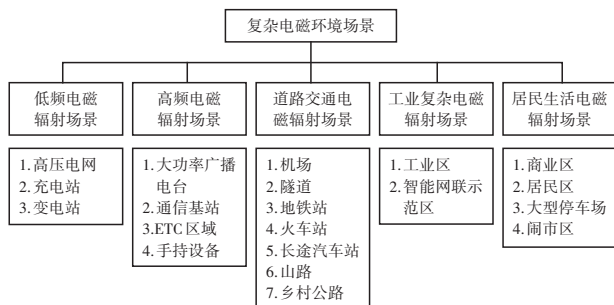 复杂电磁环境场景
低频电磁
辐射场景
高频电磁
辐射场景
道路交通电
磁辐射场景
工业复杂电磁
辐射场景
居民生活电磁
辐射场景
1.高压电网
2.充电站
3.变电站
1.大功率广播
电台
2.通信基站
3.ETC区域
4.手持设备
1.机场
2.隧道
3.地铁站
4.火车站
5.长途汽车站
6.山路
7.乡村公路
1.工业区
2.智能网联示
范区
1.商业区
2.居民区
3.大型停车场
4.闹市区